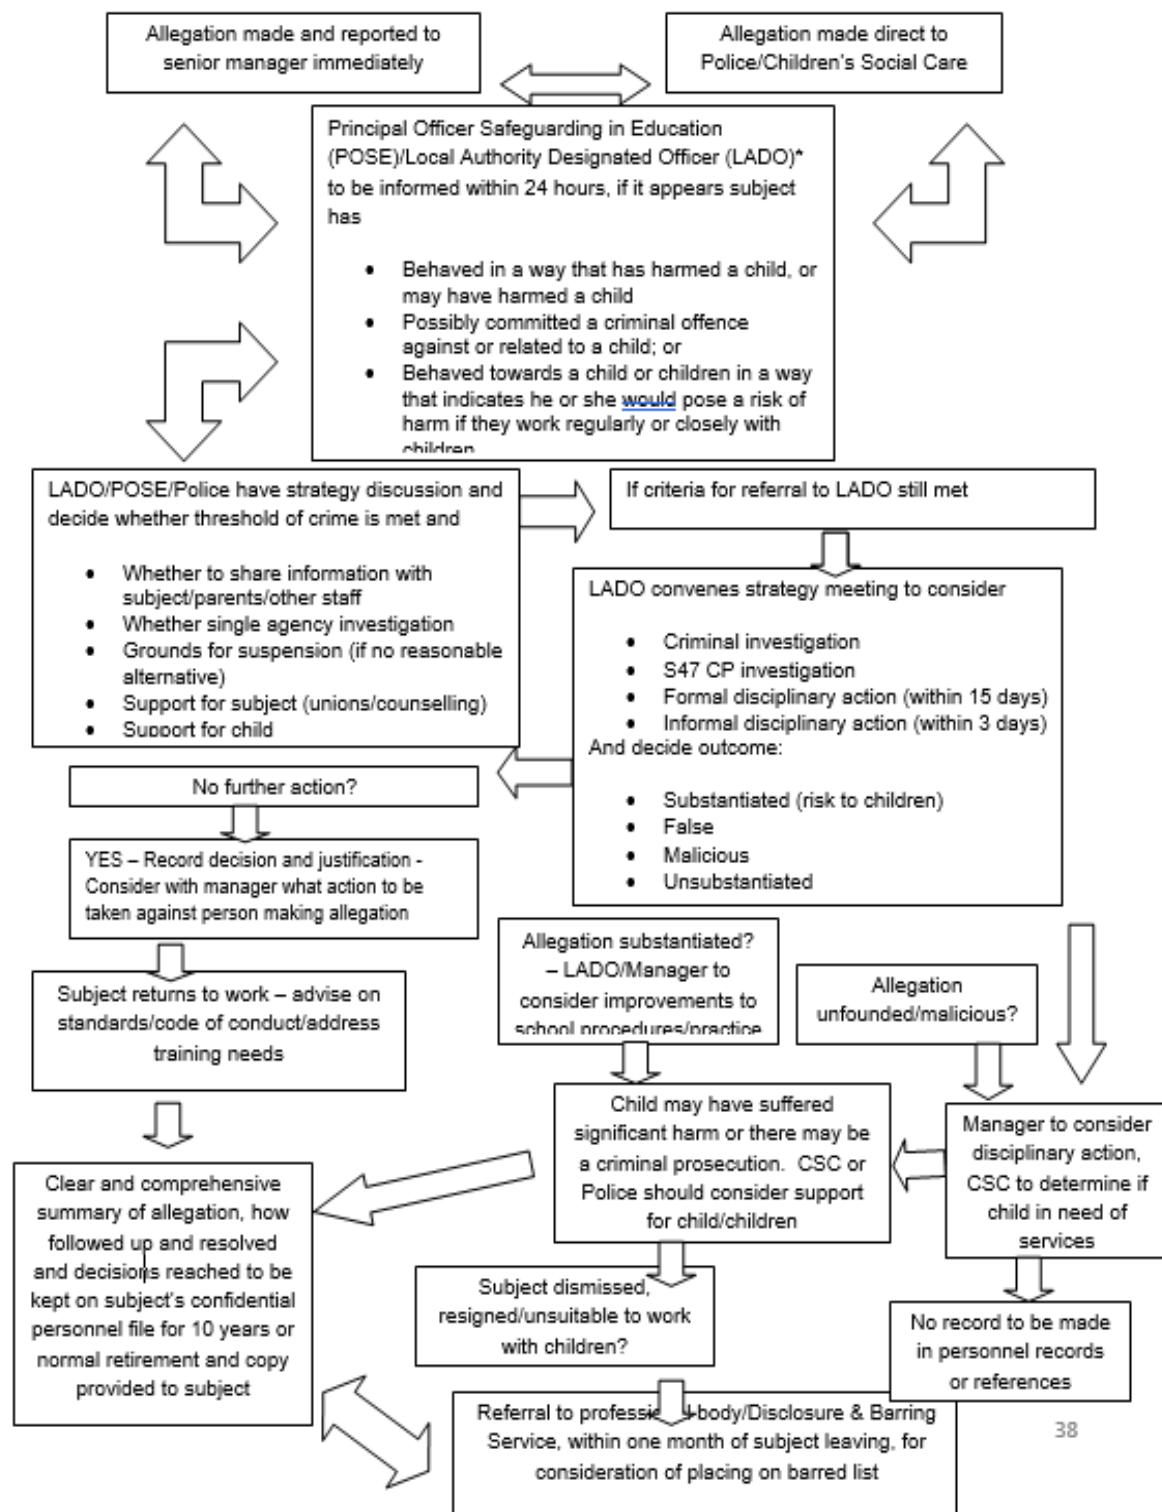 Allegation made and reported to
senior manager immediately
Allegation made direct to
Police/Children's Social Care
Principal Officer Safeguarding in Education
(POSE)/Local Authority Designated Officer (LADO)*
to be informed within 24 hours, if it appears subject
has
• Behaved in a way that has harmed a child, or
may have harmed a child
• Possibly committed a criminal offence
against or related to a child; or
• Behaved towards a child or children in a way
that indicates he or she would pose a risk of
harm if they work regularly or closely with
children
LADO/POSE/Police have strategy discussion and
decide whether threshold of crime is met and
• Whether to share information with
subject/parents/other staff
• Whether single agency investigation
• Grounds for suspension (if no reasonable
alternative)
• Support for subject (unions/counselling)
• Support for child
If criteria for referral to LADO still met
LADO convenes strategy meeting to consider
• Criminal investigation
• S47 CP investigation
• Formal disciplinary action (within 15 days)
• Informal disciplinary action (within 3 days)
And decide outcome:
• Substantiated (risk to children)
• False
• Malicious
• Unsubstantiated
No further action?
YES – Record decision and justification -
Consider with manager what action to be
taken against person making allegation
Subject returns to work – advise on
standards/code of conduct/address
training needs
Allegation substantiated?
– LADO/Manager to
consider improvements to
school procedures/practice
Allegation
unfounded/malicious?
Child may have suffered
significant harm or there may be
a criminal prosecution. CSC or
Police should consider support
for child/children
Manager to consider
disciplinary action,
CSC to determine if
child in need of
services
Clear and comprehensive
summary of allegation, how
followed up and resolved
and decisions reached to be
kept on subject's confidential
personnel file for 10 years or
normal retirement and copy
provided to subject
Subject dismissed,
resigned/unsuitable to work
with children?
No record to be made
in personnel records
or references
Referral to body/Disclosure & Barring
Service, within one month of subject leaving, for
consideration of placing on barred list
38